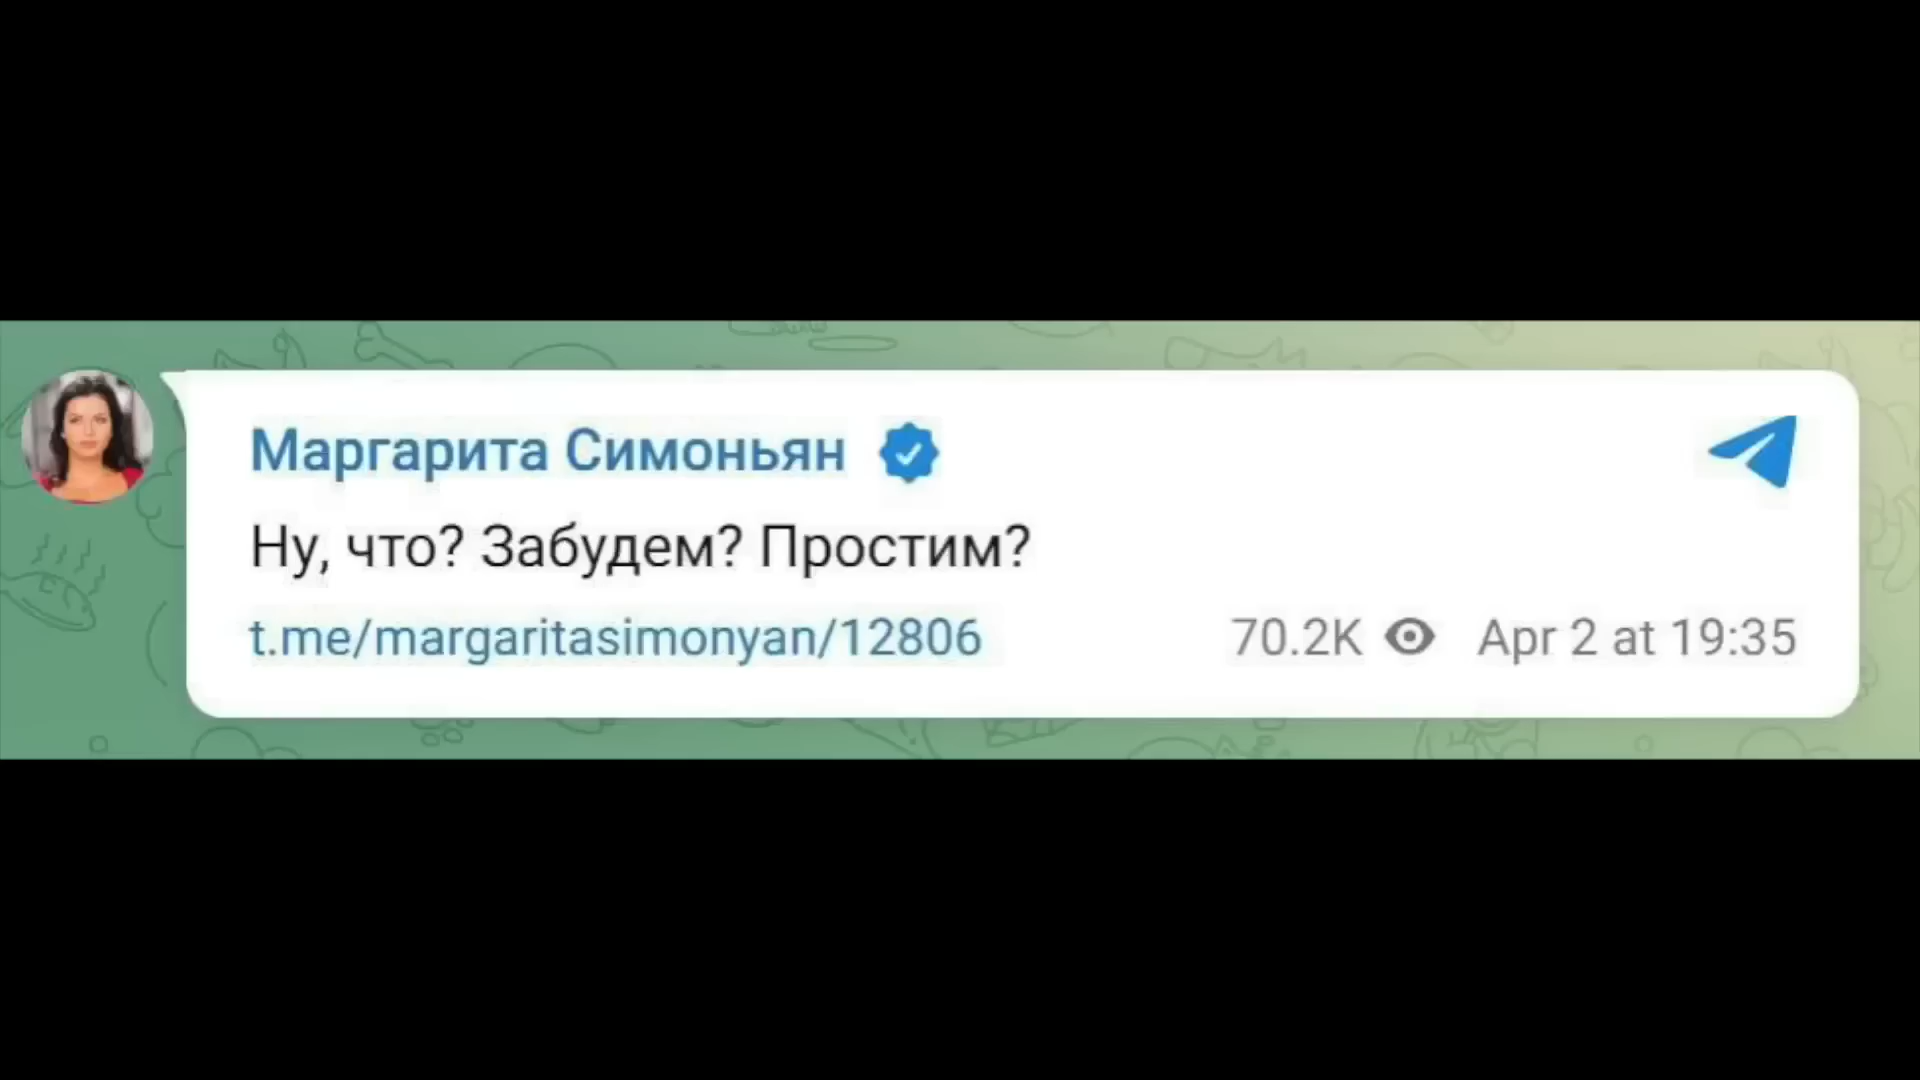 Маргарита Симоньян
Ну, что? Забудем? Простим?
t.me/margaritasimonyan/12806 70.2K Apr 2 at 19:35